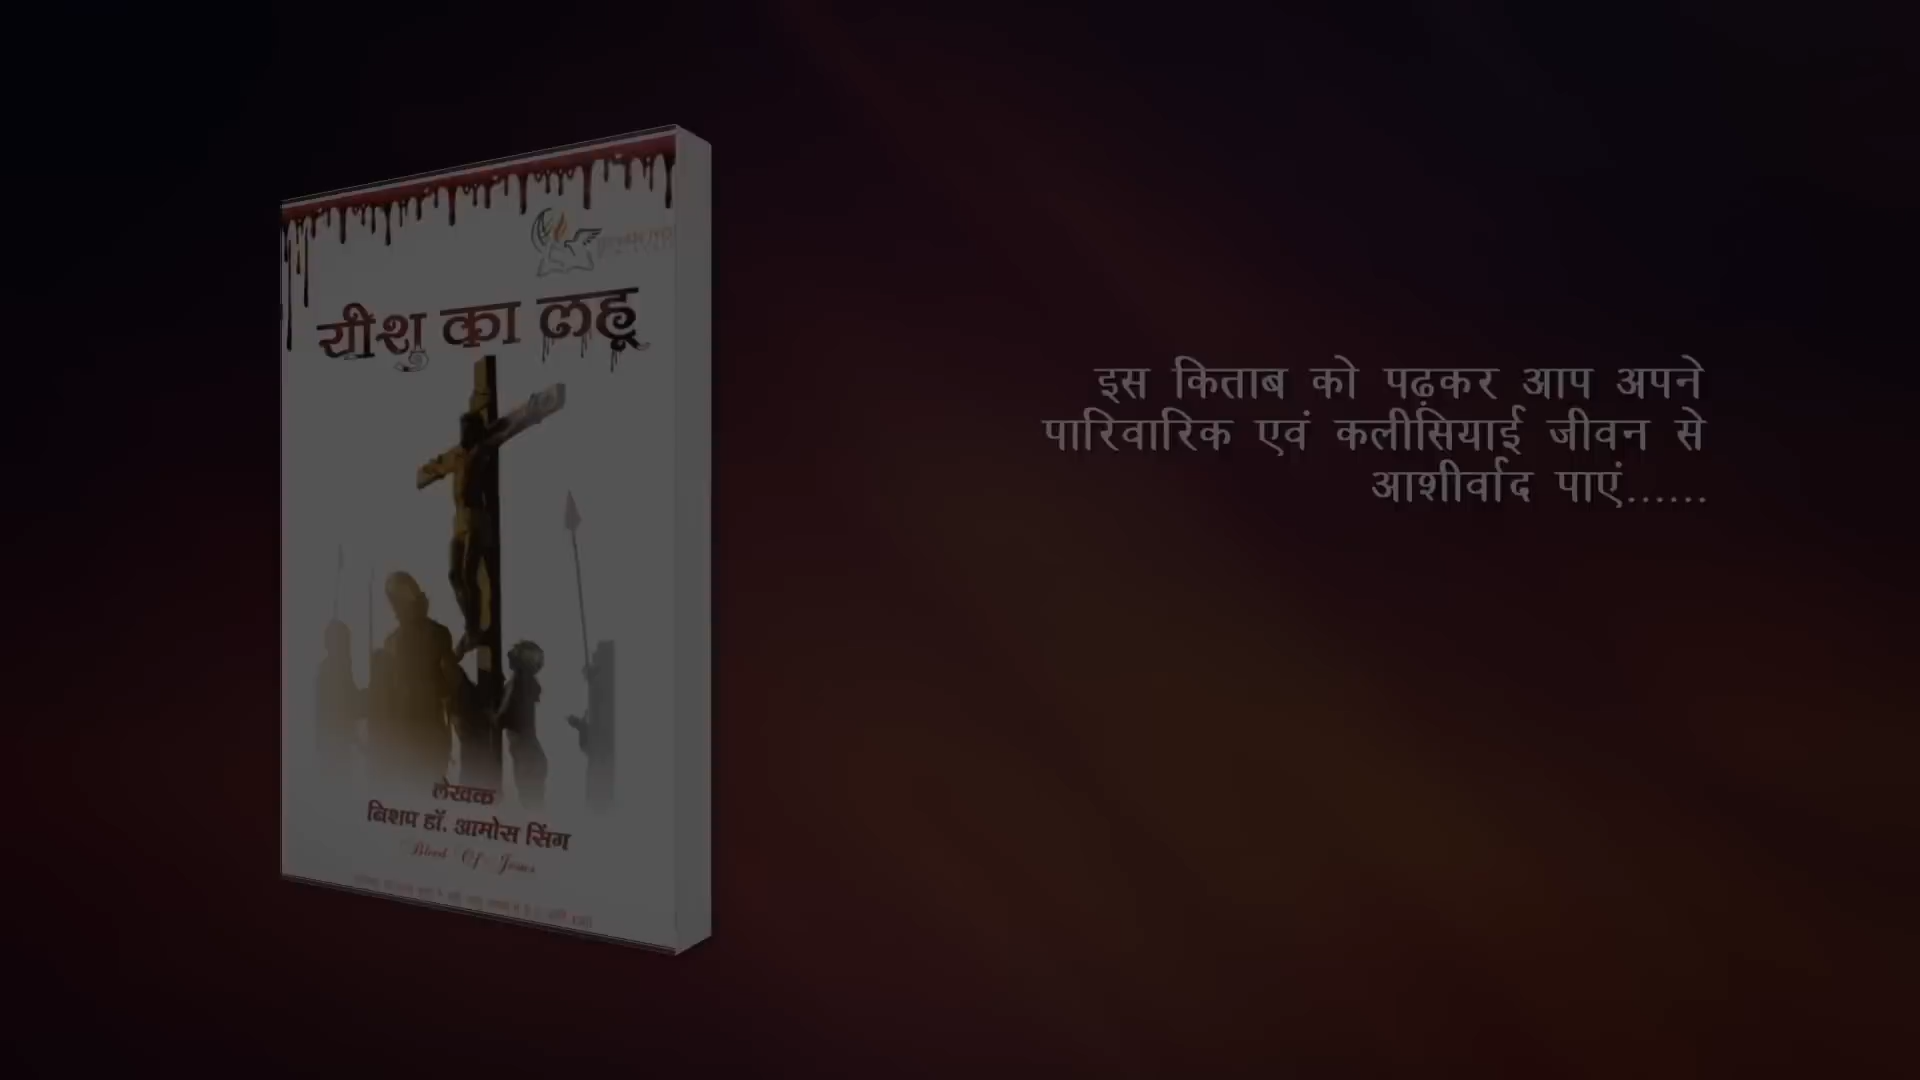 यीशु का लहू
लेखक
बिशप डॉ. आमोस सिंग
Blood Of Jesus
इस किताब को पढ़कर आप अपने
पारिवारिक एवं कलीसियाई जीवन से
आशीर्वाद पाएं......